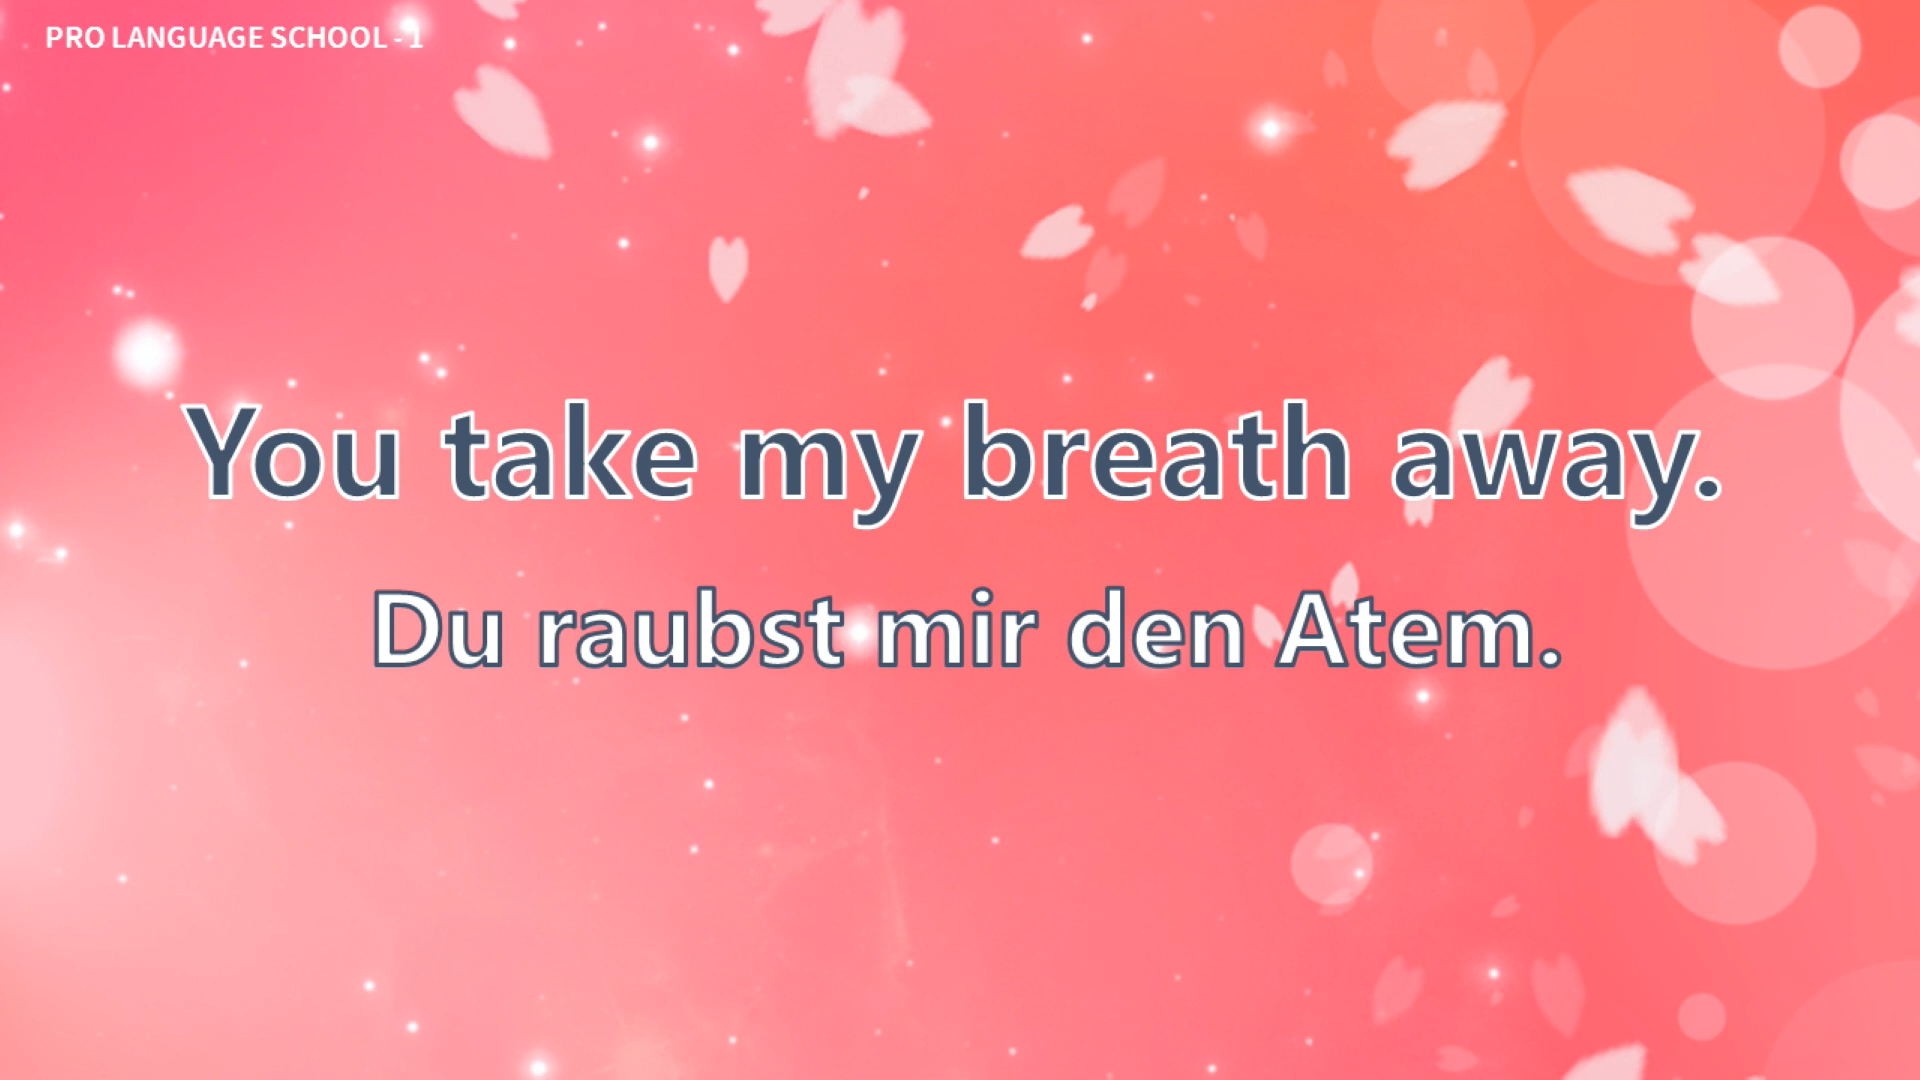 PRO LANGUAGE SCHOOL - 1
You take my breath away.
Du raubst mir den Atem.